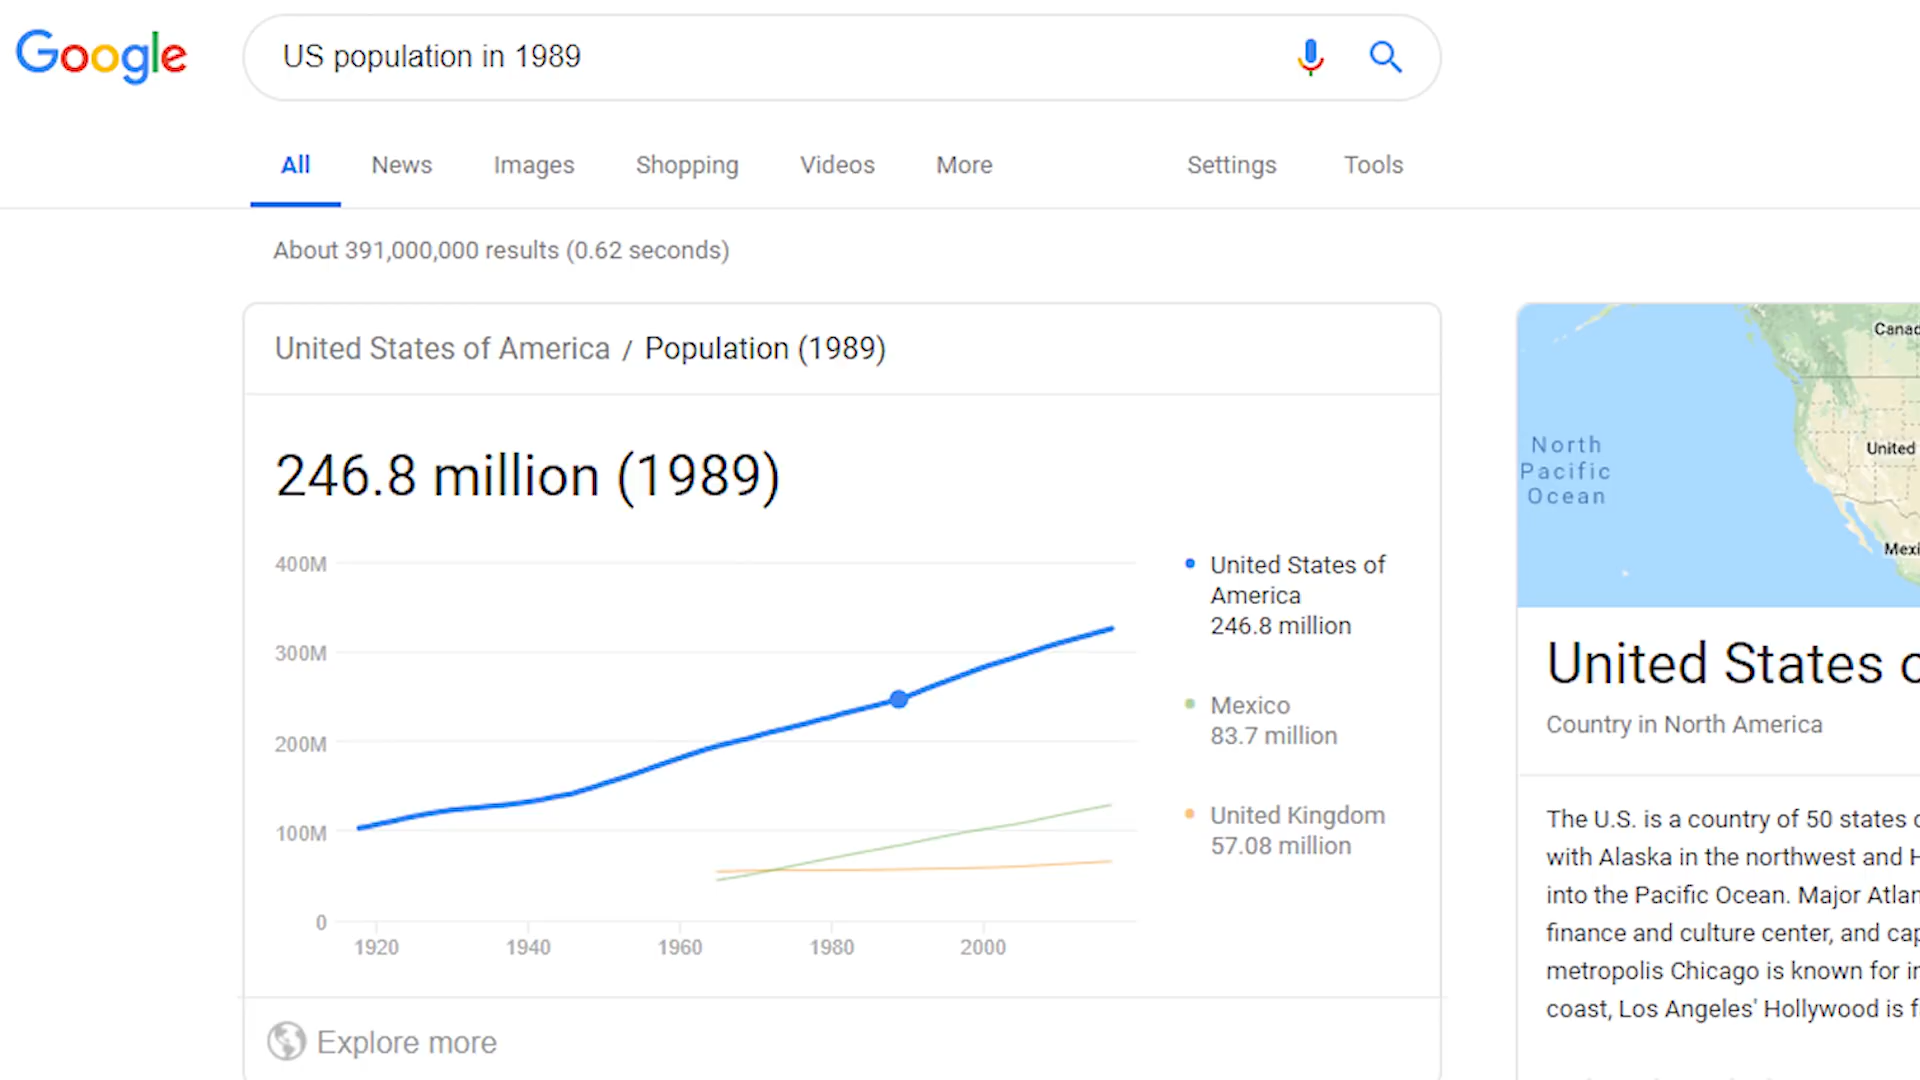 Google
US population in 1989
All News Images Shopping Videos More Settings Tools
About 391,000,000 results (0.62 seconds)
United States of America / Population (1989)
246.8 million (1989)
400M
300M
200M
100M
0
1920 1940 1960 1980 2000
United States of
America
246.8 million
Mexico
83.7 million
United Kingdom
57.08 million
Explore more
North
Pacific
Ocean
United
United States
Country in North America
The U.S. is a country of 50 states
with Alaska in the northwest and
into the Pacific Ocean. Major
finance and culture center, and
metropolis Chicago is known for
coast, Los Angeles' Hollywood is